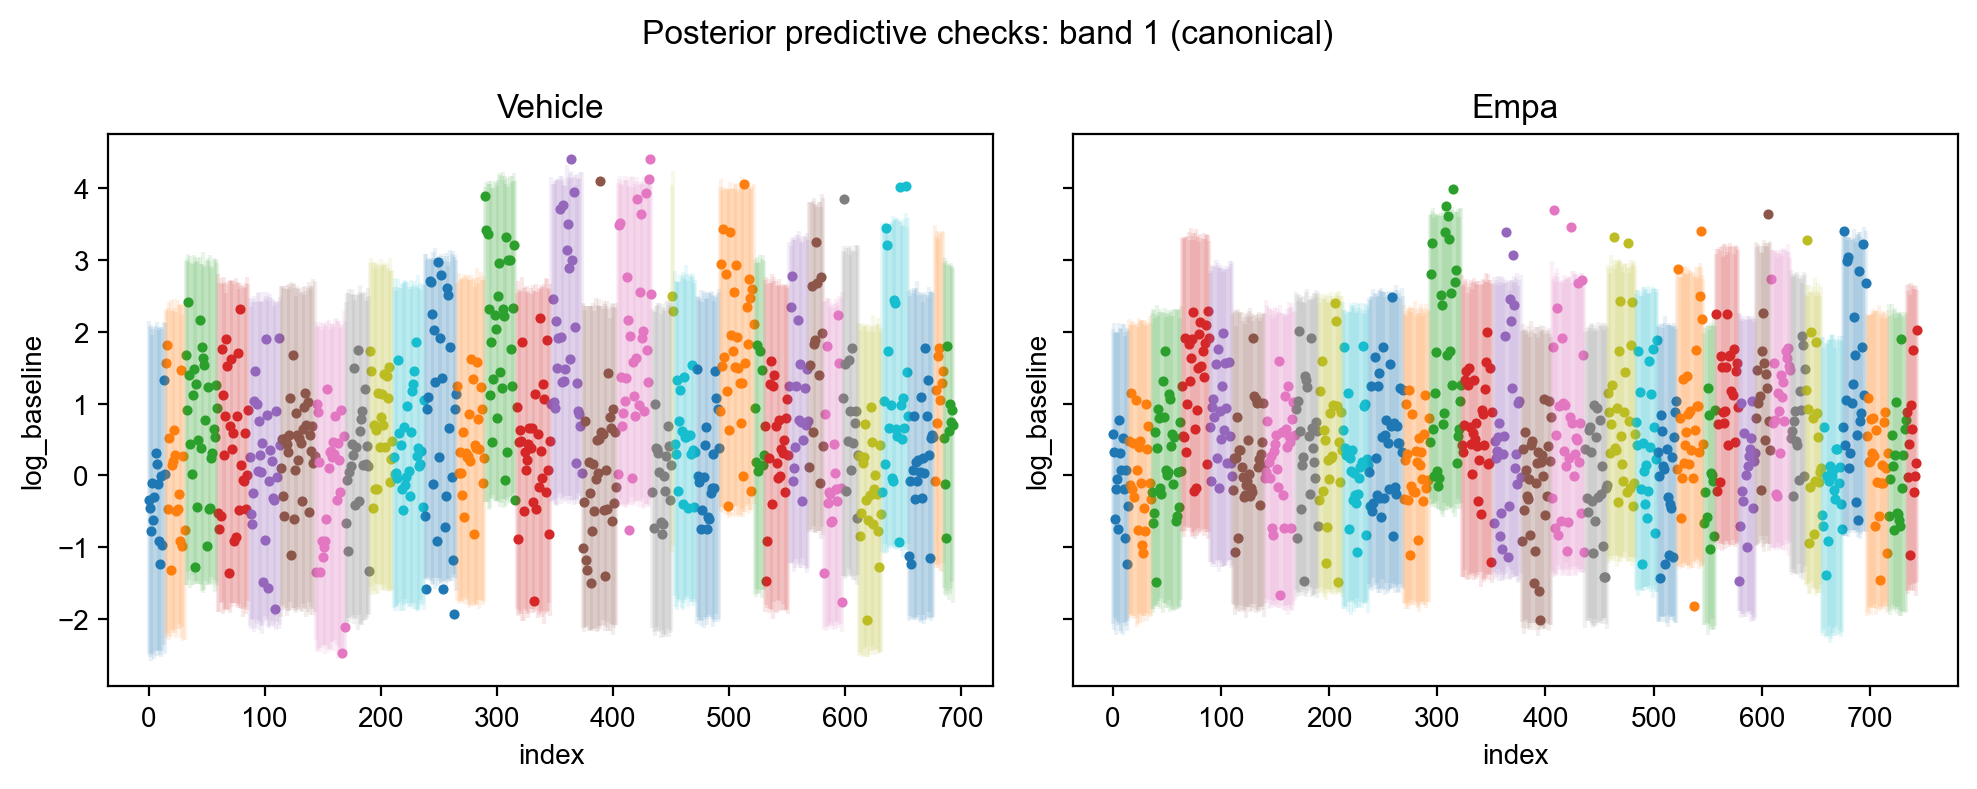 Posterior predictive checks: band 1 (canonical)
Vehicle
Empa
log_baseline
4
3
2
1
0
−1
−2
0 100 200 300 400 500 600 700
index
log_baseline
0 100 200 300 400 500 600 700
index